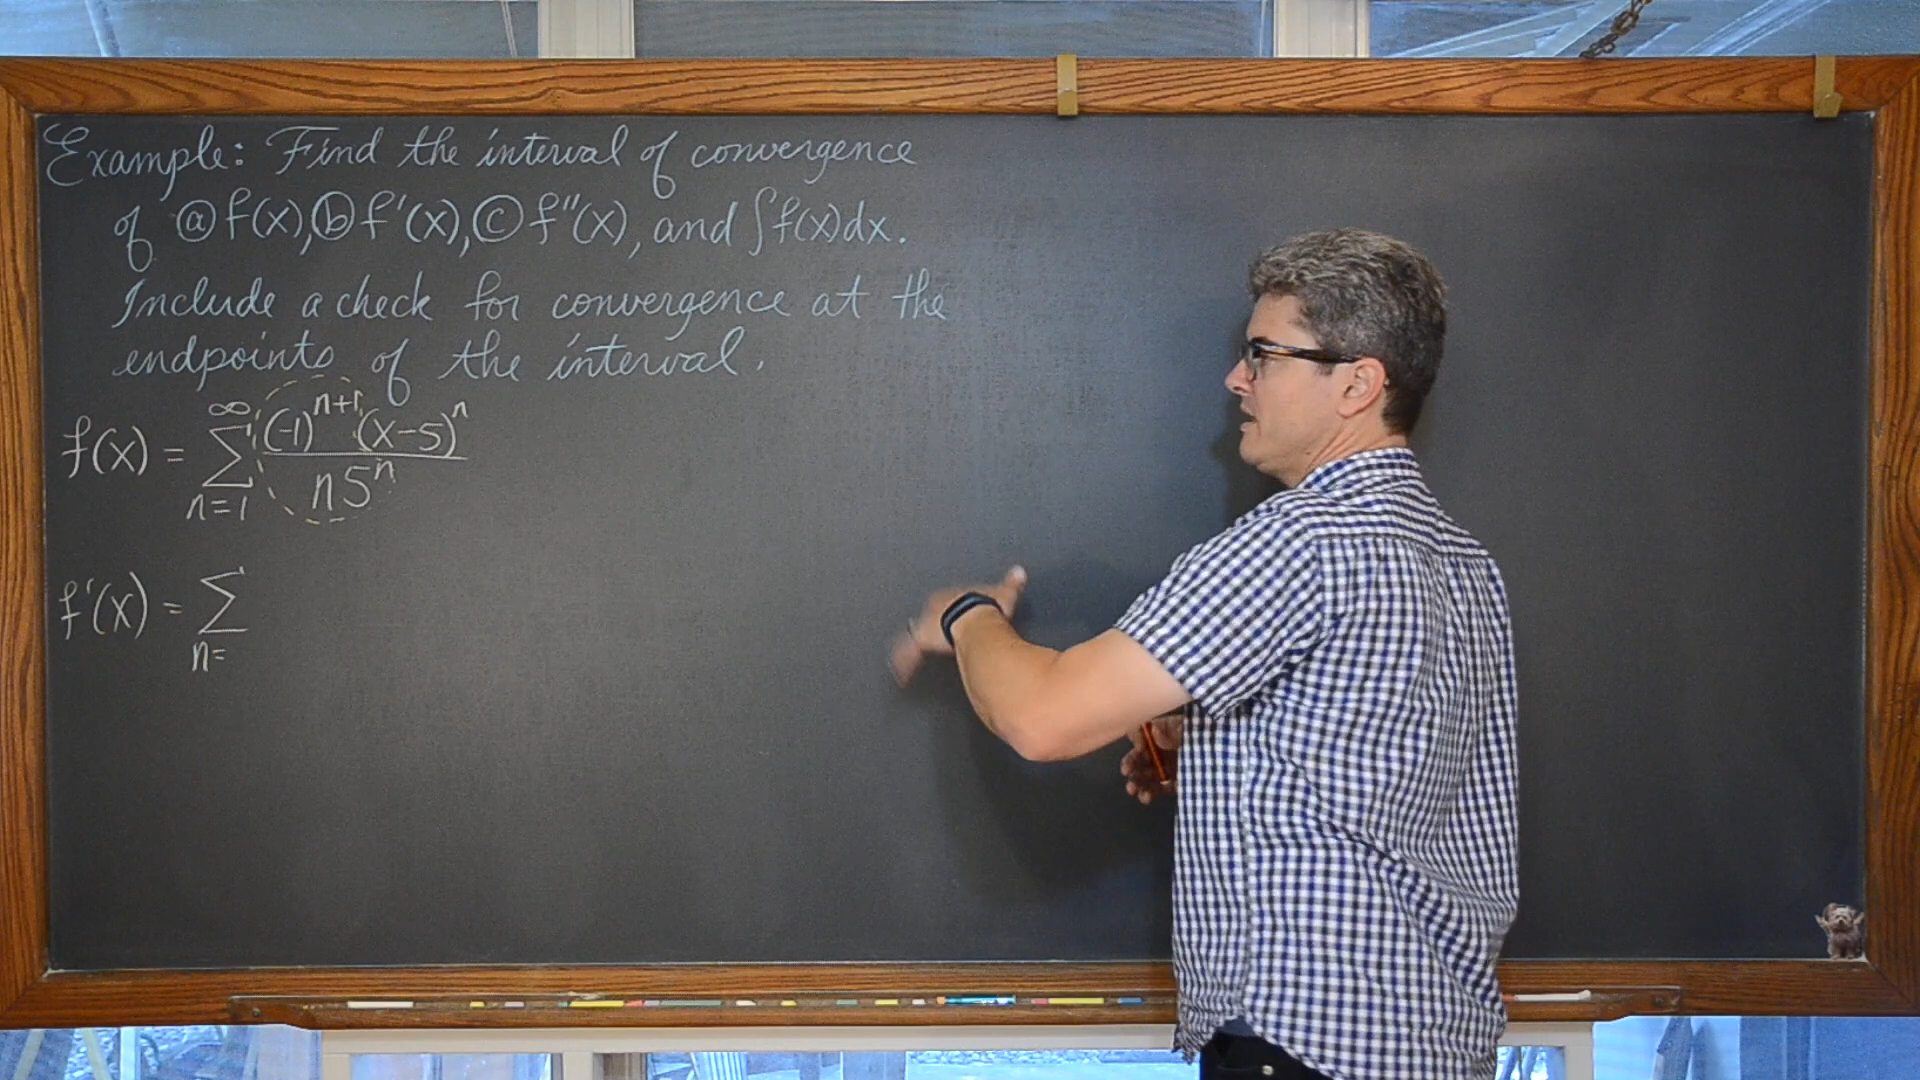 Example: Find the interval of convergence
of ⓐ f(x), ⓑ f'(x), ⓒ f''(x), and ∫f(x)dx.
Include a check for convergence at the
endpoints of the interval.
f(x) = ∑_{n=1}^{∞} \frac{(-1)^{n+1}(x-5)^n}{n5^n}
f'(x) = ∑_{n=}